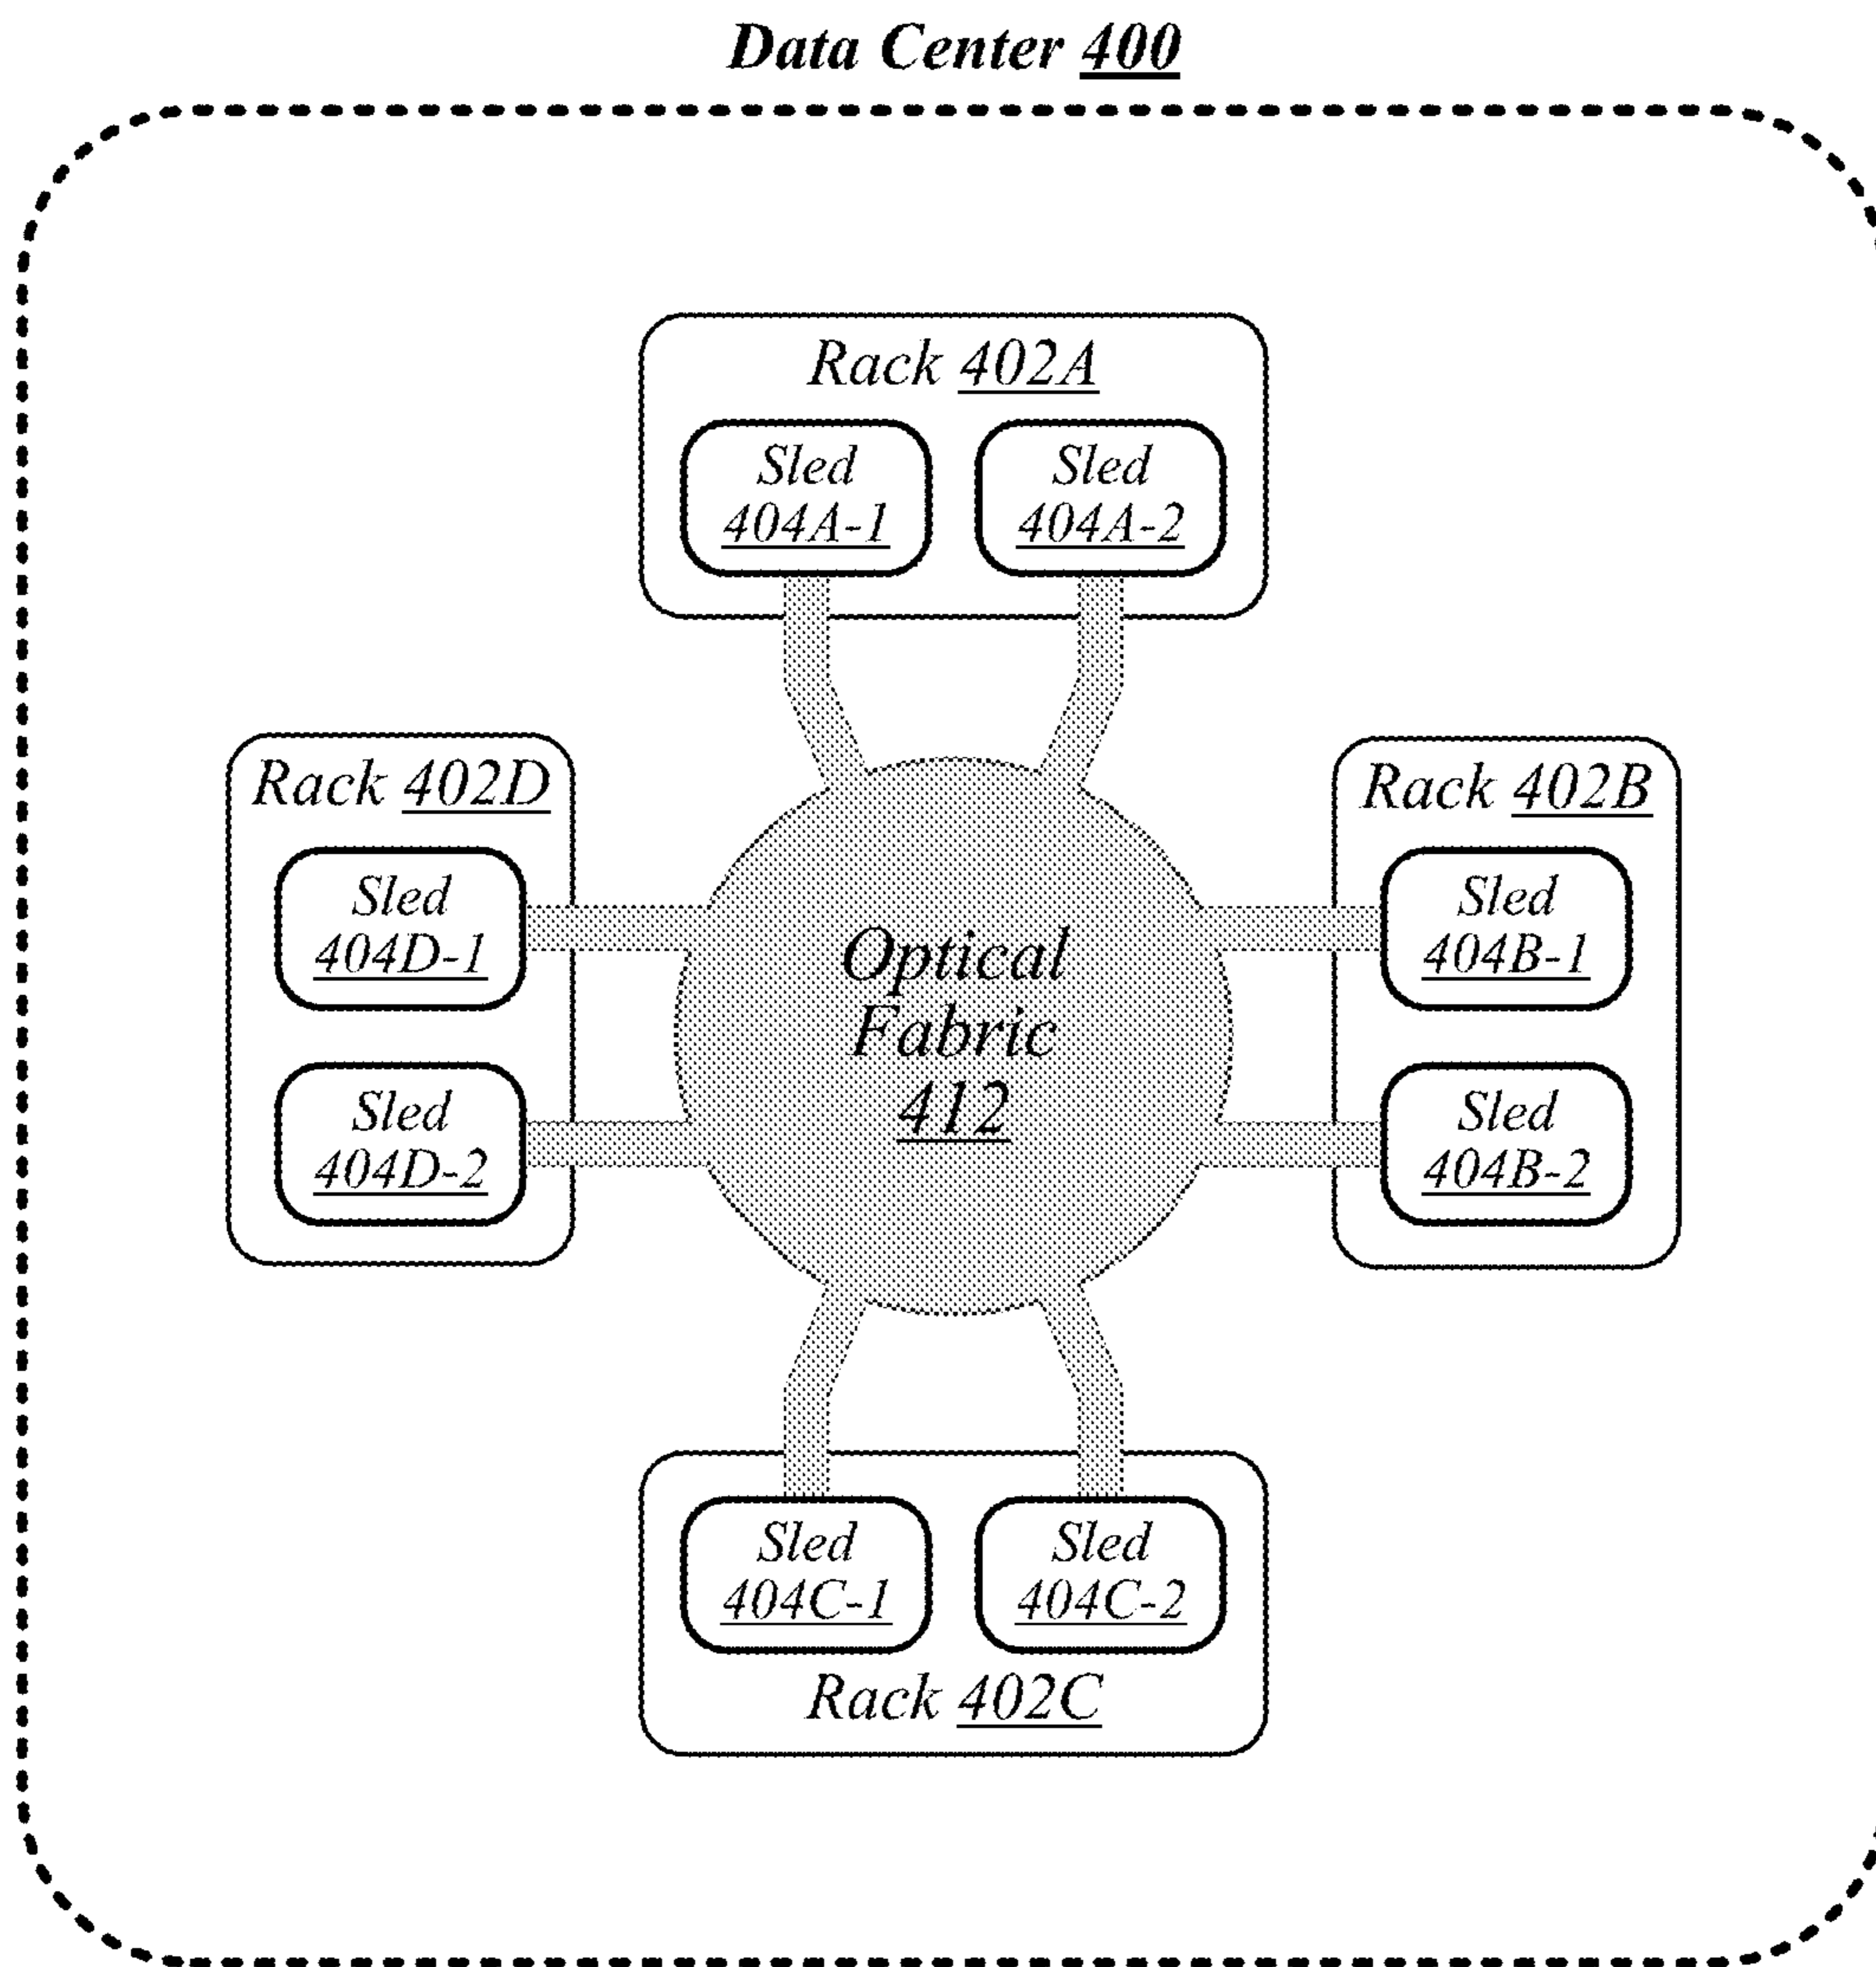 Data Center 400
Rack 402A
Sled
404A-1
Sled
404A-2
Rack 402D
Sled
404D-1
Sled
404D-2
Optical
Fabric
412
Rack 402B
Sled
404B-1
Sled
404B-2
Sled
404C-1
Sled
404C-2
Rack 402C